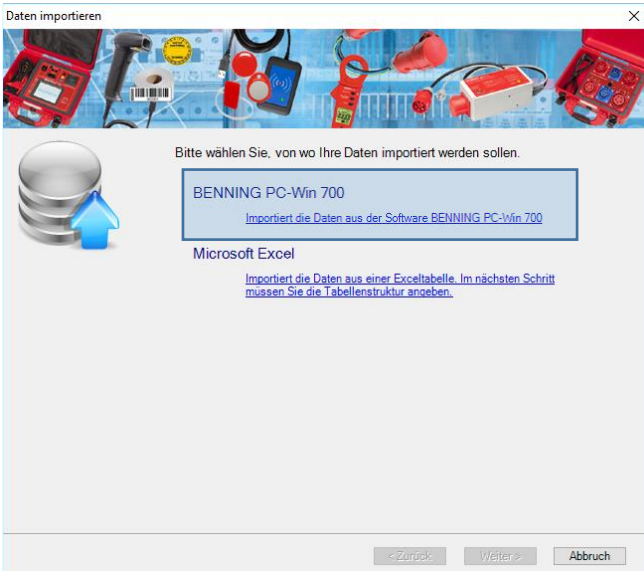 Daten importieren
Bitte wählen Sie, von wo Ihre Daten importiert werden sollen.
BENNING PC-Win 700
Importiert die Daten aus der Software BENNING PC-Win 700
Microsoft Excel
Importiert die Daten aus einer Exceltabelle. Im nächsten Schritt
müssen Sie die Tabellenstruktur angeben.
< Zurück
Weiter >
Abbruch